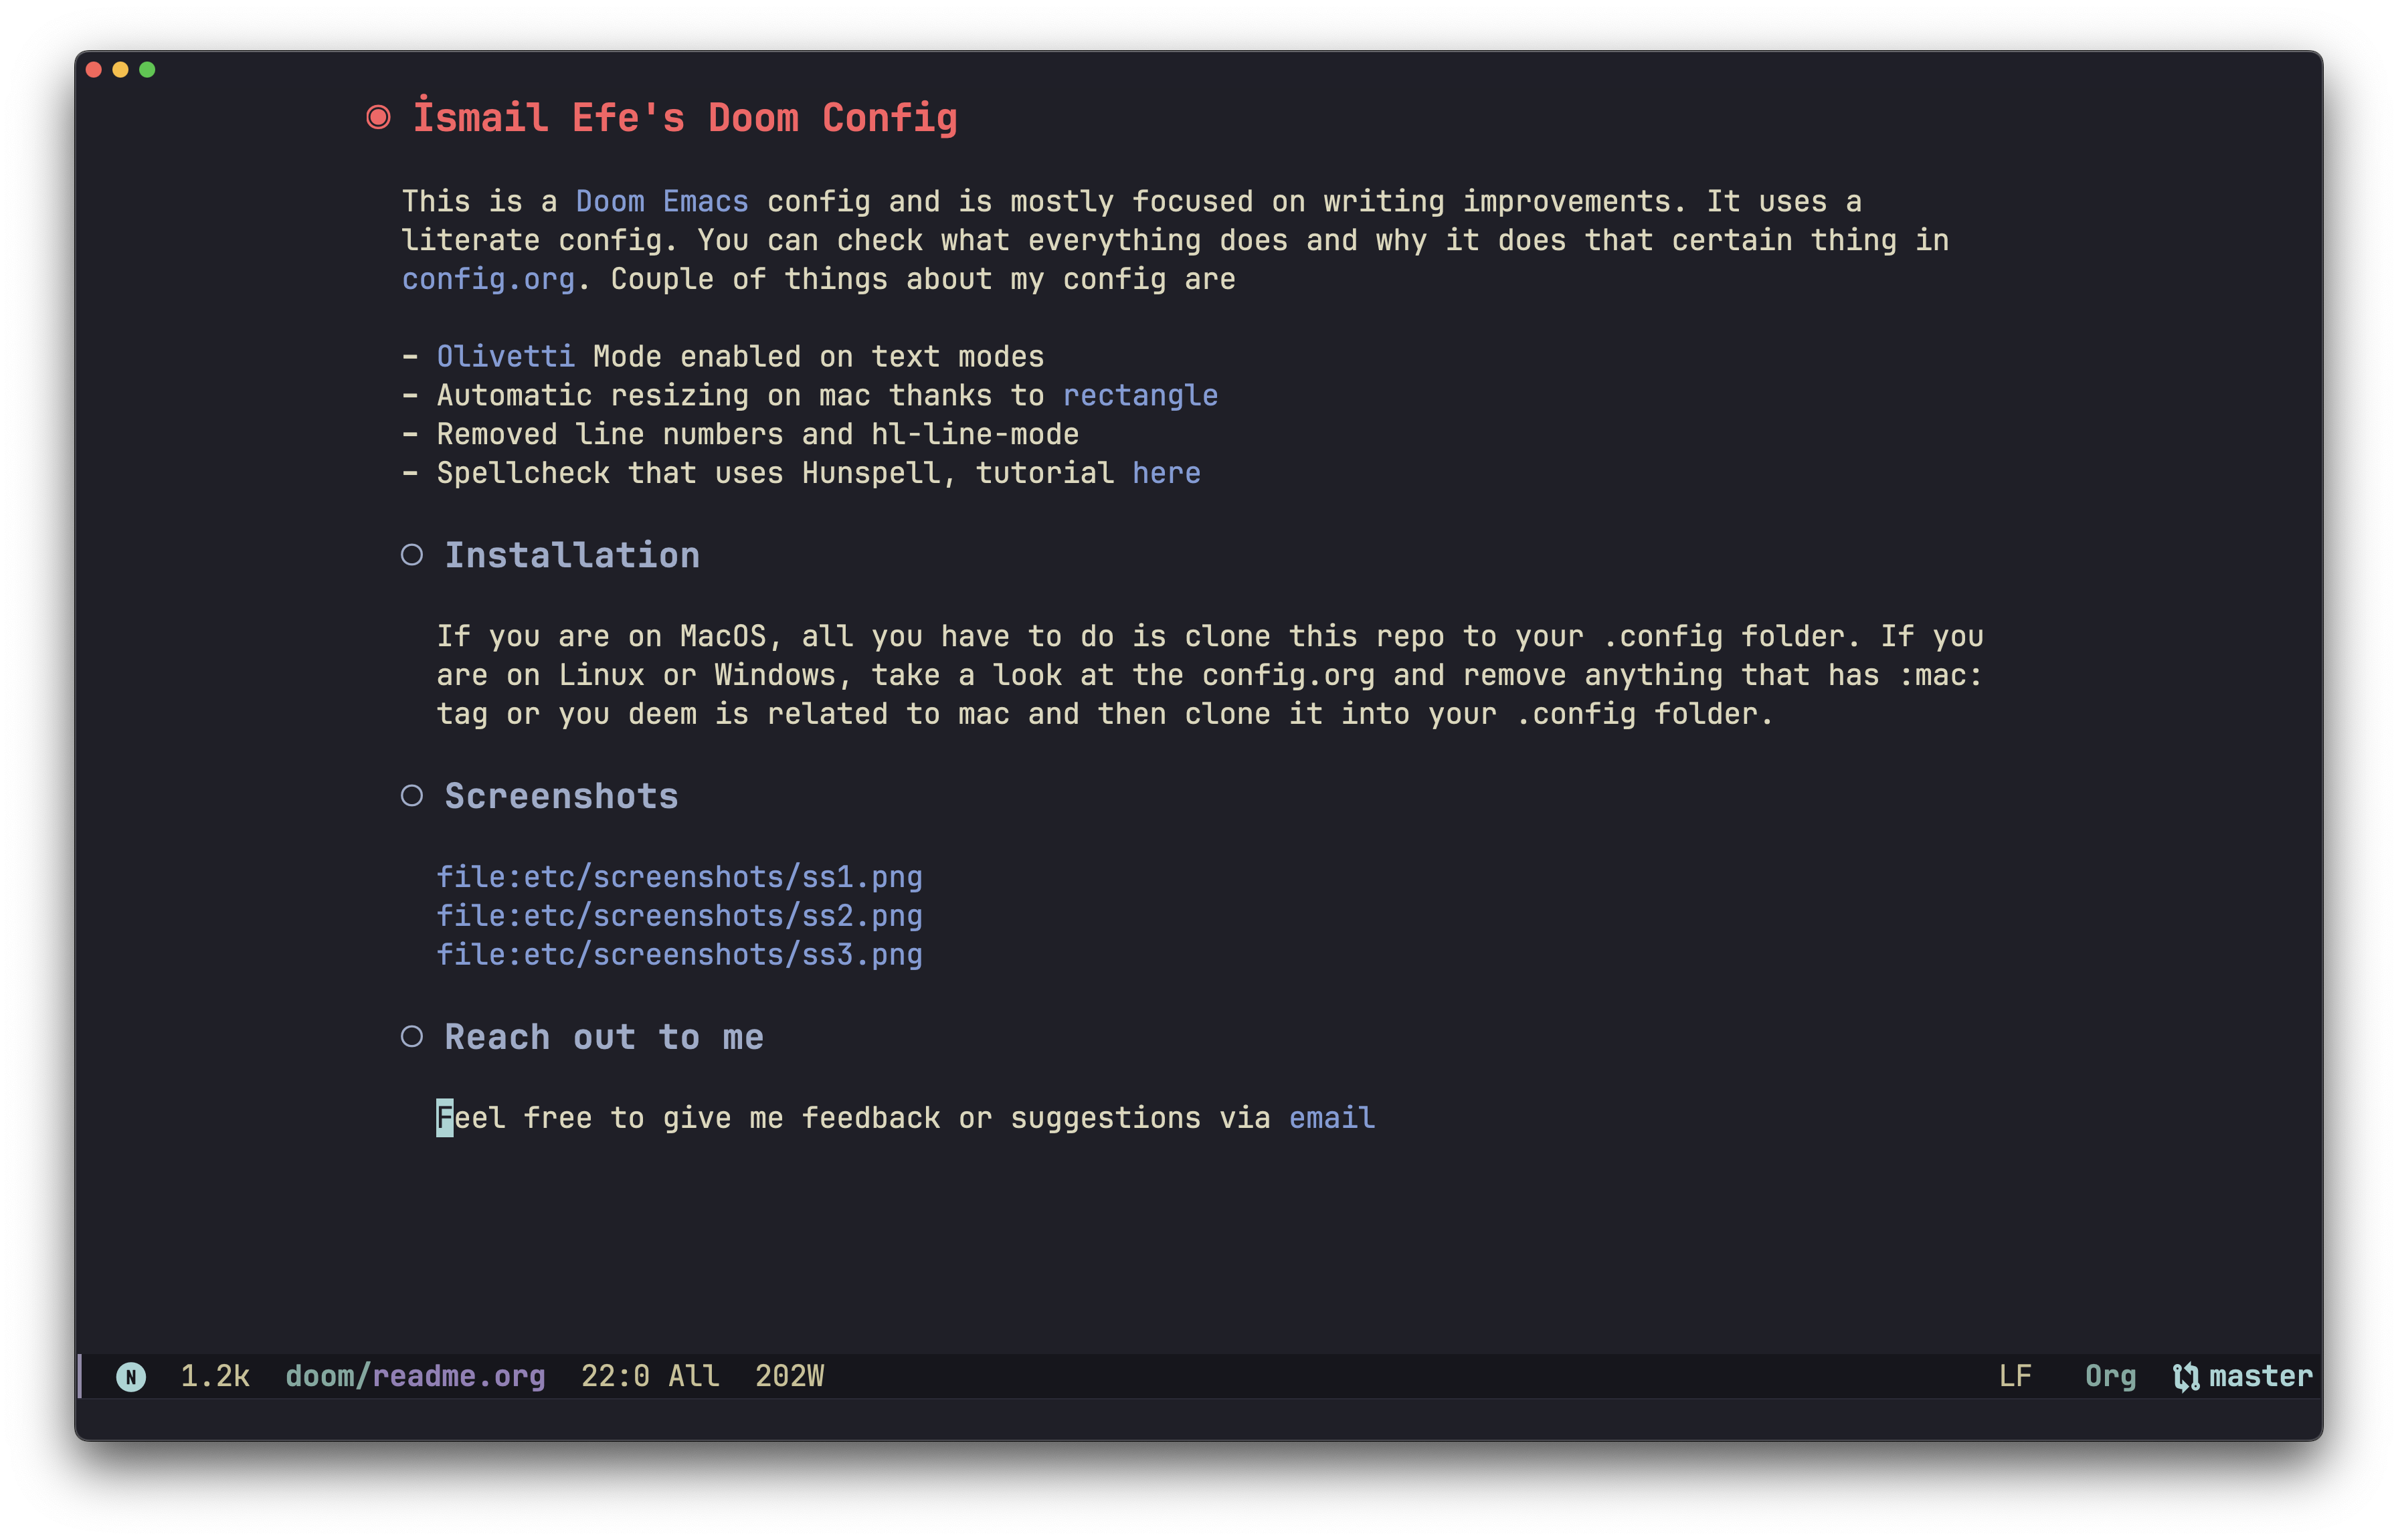 ◉ İsmail Efe's Doom Config
This is a Doom Emacs config and is mostly focused on writing improvements. It uses a
literate config. You can check what everything does and why it does that certain thing in
config.org. Couple of things about my config are
- Olivetti Mode enabled on text modes
- Automatic resizing on mac thanks to rectangle
- Removed line numbers and hl-line-mode
- Spellcheck that uses Hunspell, tutorial here
○ Installation
If you are on MacOS, all you have to do is clone this repo to your .config folder. If you
are on Linux or Windows, take a look at the config.org and remove anything that has :mac:
tag or you deem is related to mac and then clone it into your .config folder.
○ Screenshots
file:etc/screenshots/ss1.png
file:etc/screenshots/ss2.png
file:etc/screenshots/ss3.png
○ Reach out to me
Feel free to give me feedback or suggestions via email
N 1.2k doom/readme.org 22:0 All 202W LF Org master